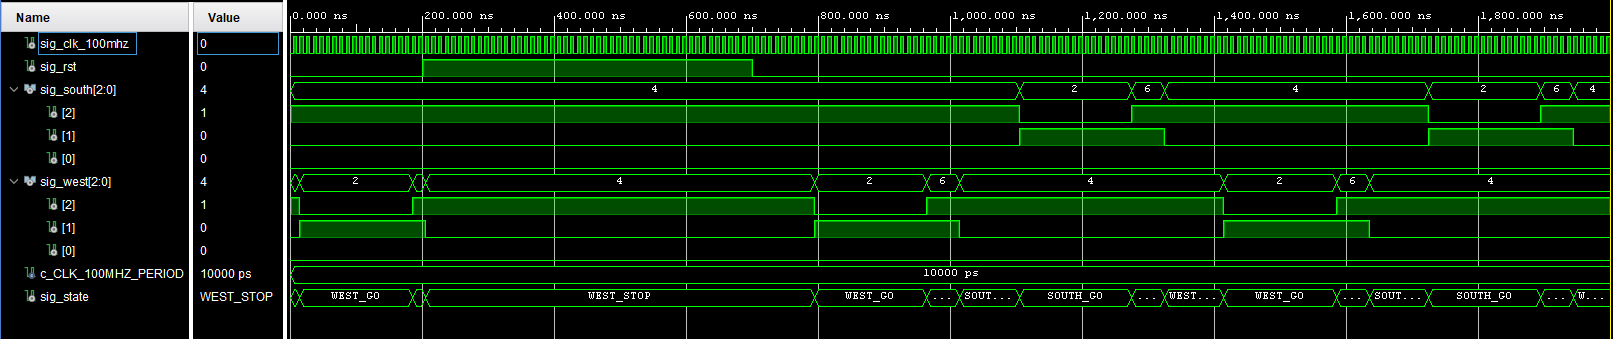 Name Value 0.000 ns 200.000 ns 400.000 ns 600.000 ns 800.000 ns 1,000.000 ns 1,200.000 ns 1,400.000 ns 1,600.000 ns 1,800.000 ns
sig_clk_100mhz 0
sig_rst 0
sig_south[2:0] 4 4 2 6 4 2 6 4
[2] 1
[1] 0
[0] 0
sig_west[2:0] 4 2 4 2 6 4 2 6 4
[2] 1
[1] 0
[0] 0
c_CLK_100MHZ_PERIOD 10000 ps 10000 ps
sig_state WEST_STOP WEST_GO WEST_STOP WEST_GO ... SOUT... SOUTH_GO ... WEST... WEST_GO ... SOUT... SOUTH_GO ... W...